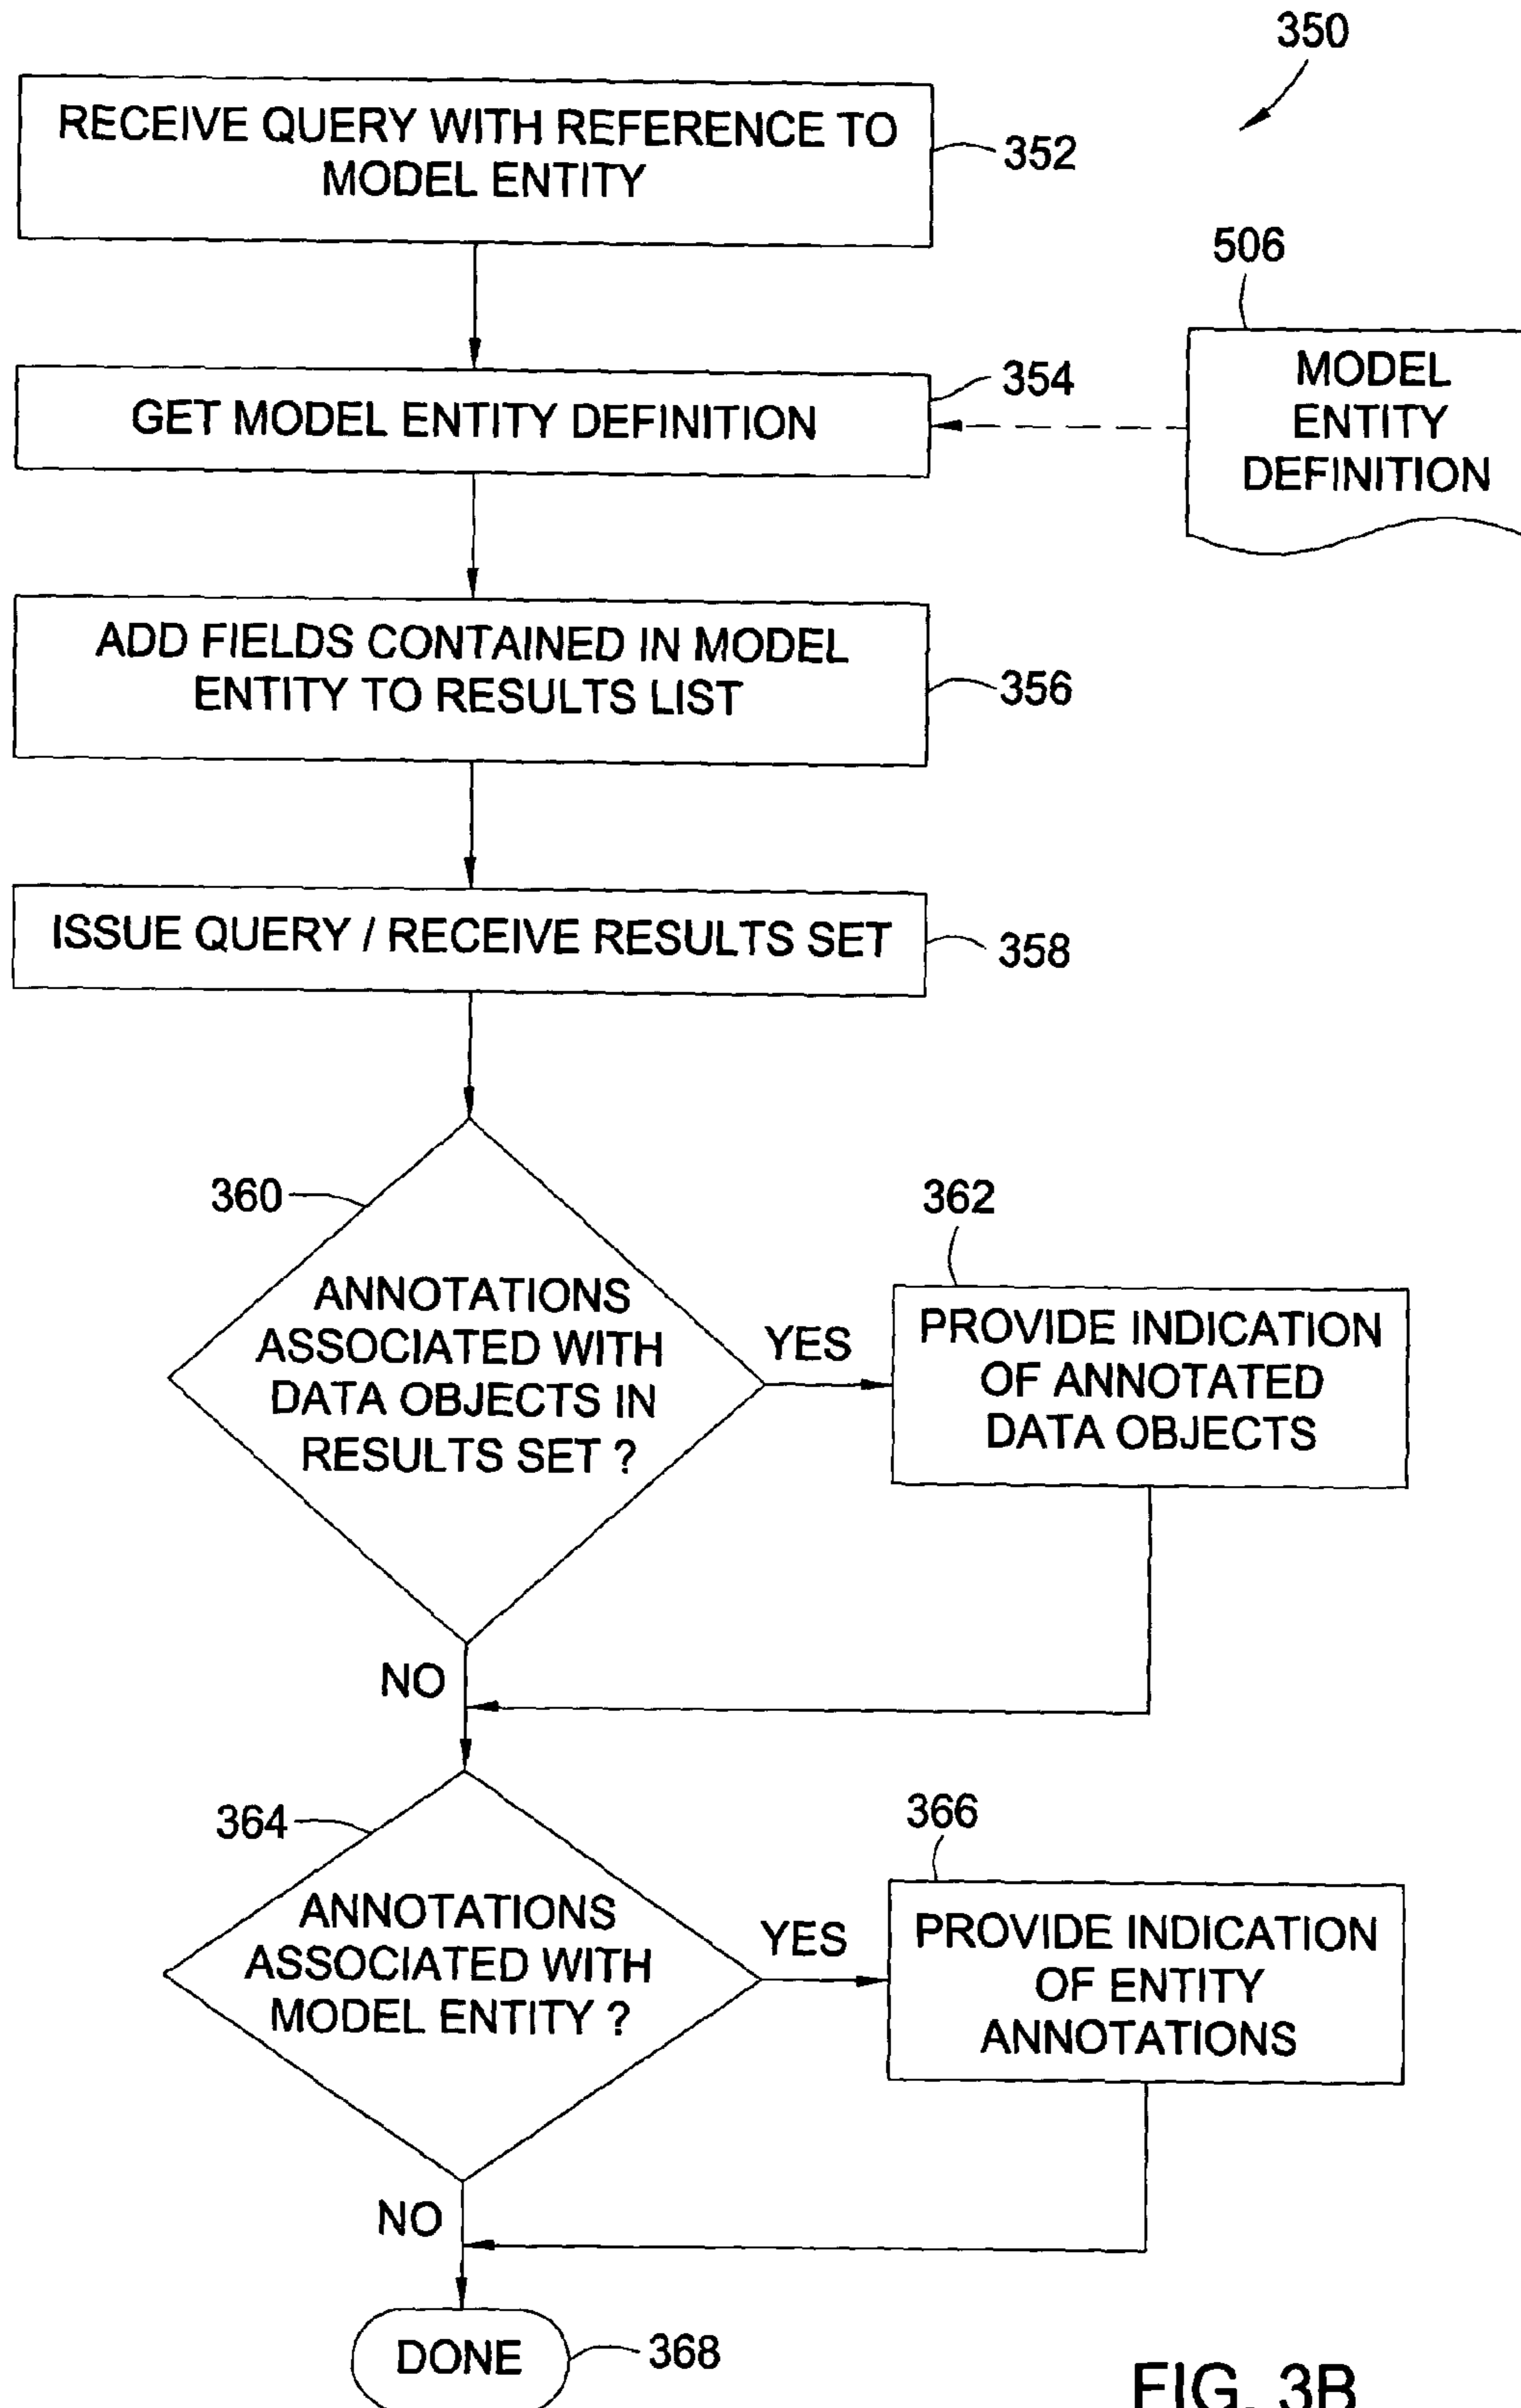 350
RECEIVE QUERY WITH REFERENCE TO
MODEL ENTITY
352
506
GET MODEL ENTITY DEFINITION
354
MODEL
ENTITY
DEFINITION
ADD FIELDS CONTAINED IN MODEL
ENTITY TO RESULTS LIST
356
ISSUE QUERY / RECEIVE RESULTS SET
358
360
ANNOTATIONS
ASSOCIATED WITH
DATA OBJECTS IN
RESULTS SET ?
YES
362
PROVIDE INDICATION
OF ANNOTATED
DATA OBJECTS
NO
364
ANNOTATIONS
ASSOCIATED WITH
MODEL ENTITY ?
YES
366
PROVIDE INDICATION
OF ENTITY
ANNOTATIONS
NO
DONE
368
FIG. 3B